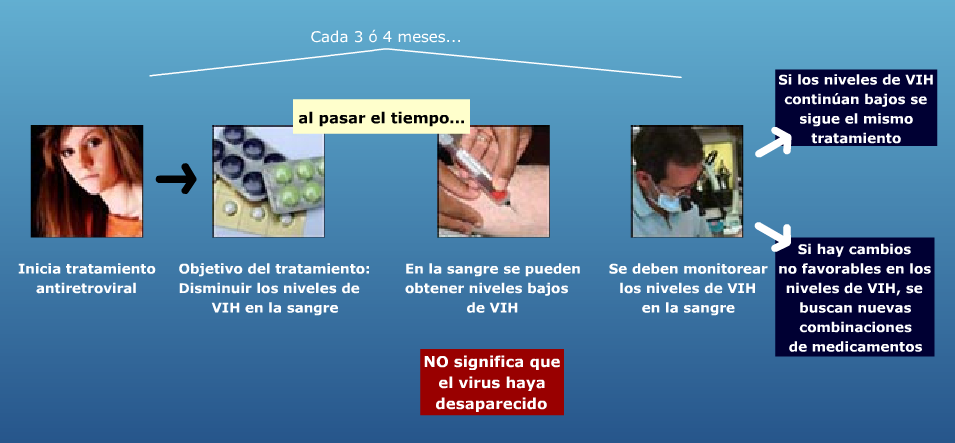 Cada 3 ó 4 meses...
al pasar el tiempo...
Inicia tratamiento
antiretroviral
Objetivo del tratamiento:
Disminuir los niveles de
VIH en la sangre
En la sangre se pueden
obtener niveles bajos
de VIH
NO significa que
el virus haya
desaparecido
Se deben monitorear
los niveles de VIH
en la sangre
Si los niveles de VIH
continúan bajos se
sigue el mismo
tratamiento
Si hay cambios
no favorables en los
niveles de VIH, se
buscan nuevas
combinaciones
de medicamentos